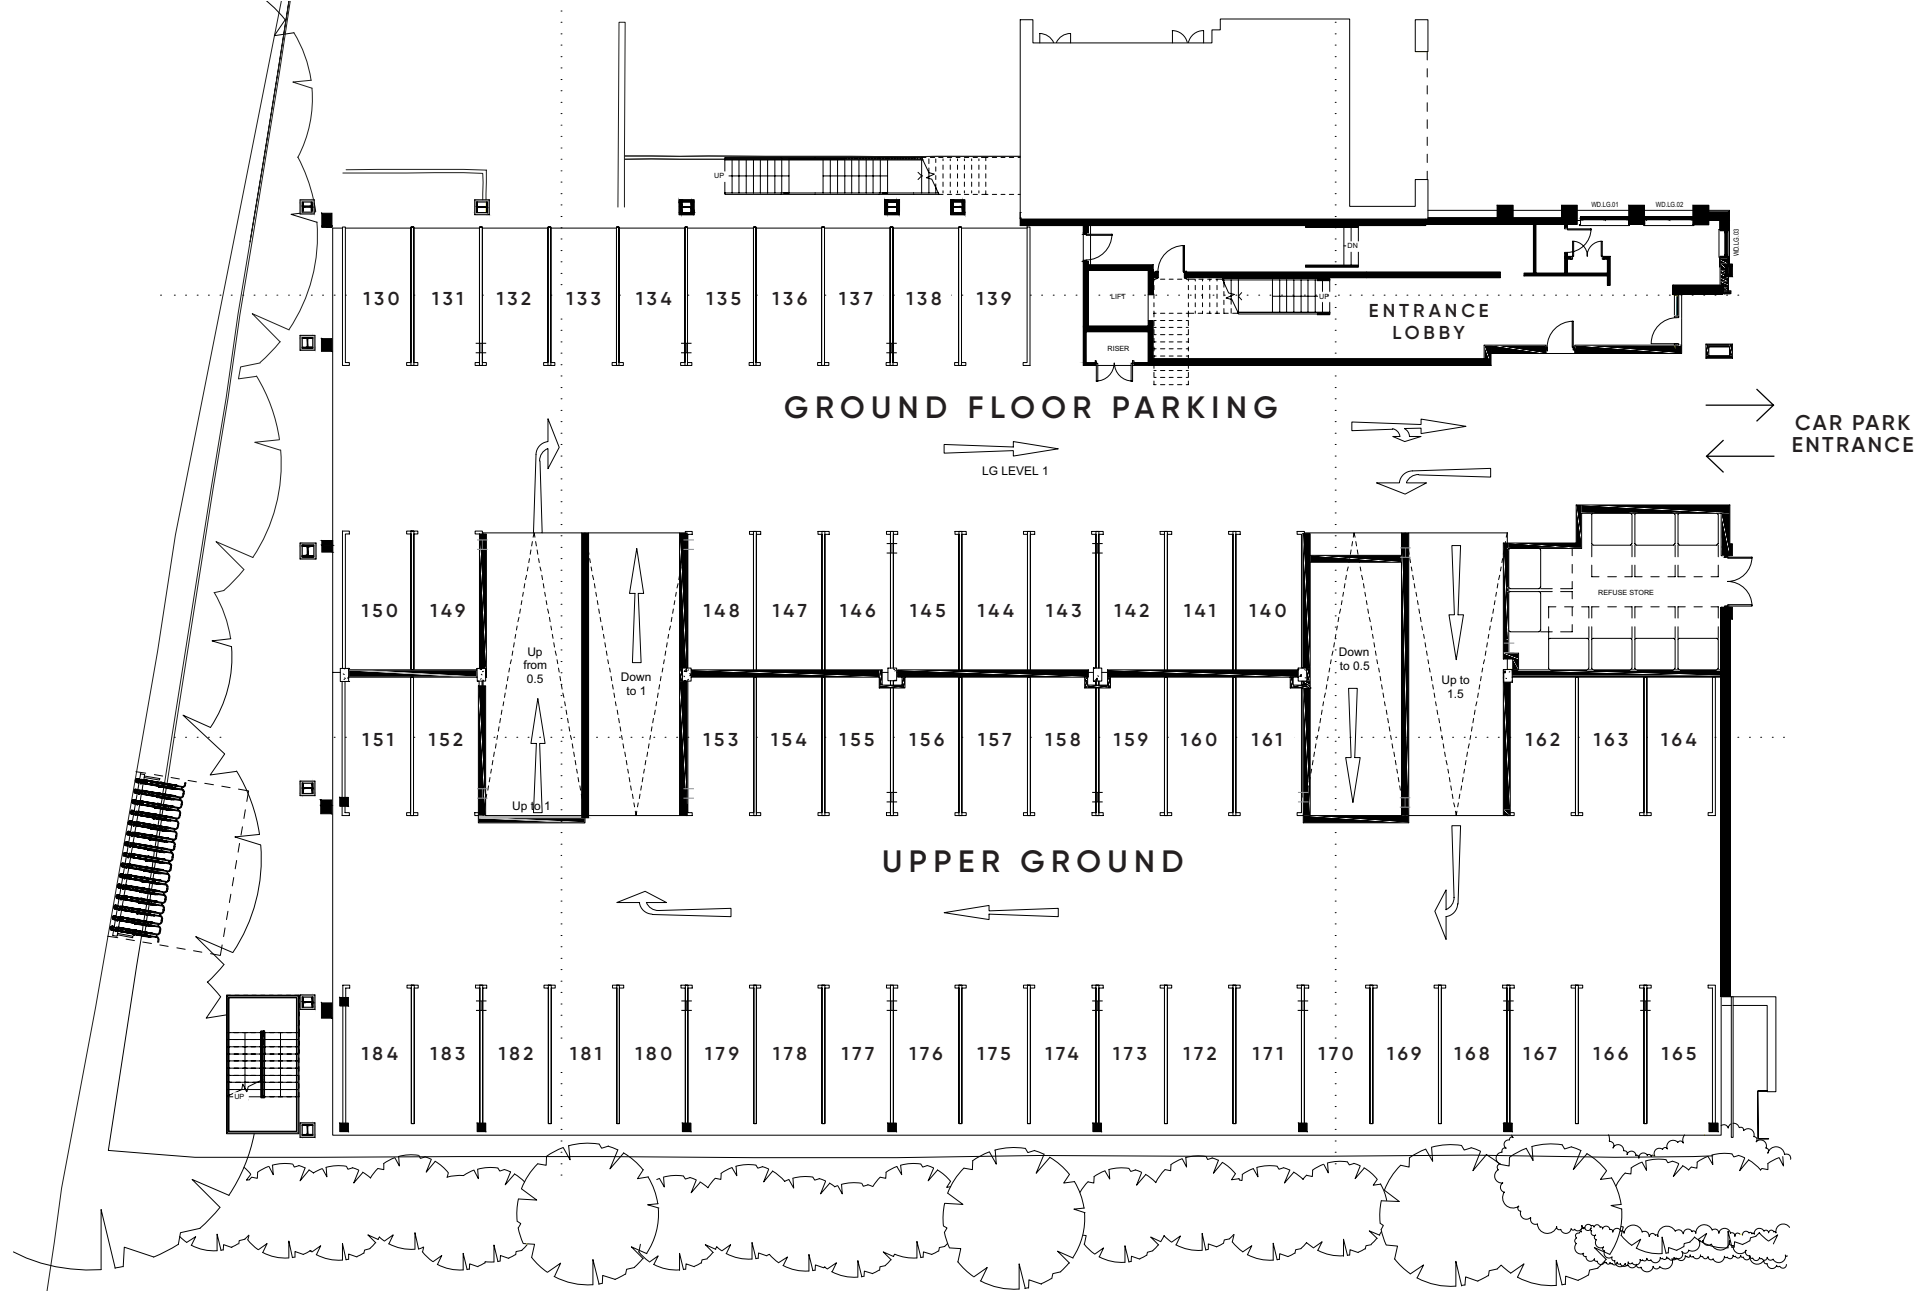 WD.LG.01 WD.LG.02
UP
WD.LG.03
DN
130 131 132 133 134 135 136 137 138 139
LIFT
UP
ENTRANCE
LOBBY
RISER
GROUND FLOOR PARKING
CAR PARK
ENTRANCE
LG LEVEL 1
REFUSE STORE
150 149 148 147 146 145 144 143 142 141 140
Up
from
0.5
Down
to 1
Down
to 0.5
Up to
1.5
151 152 153 154 155 156 157 158 159 160 161 162 163 164
Up to 1
UPPER GROUND
184 183 182 181 180 179 178 177 176 175 174 173 172 171 170 169 168 167 166 165
UP